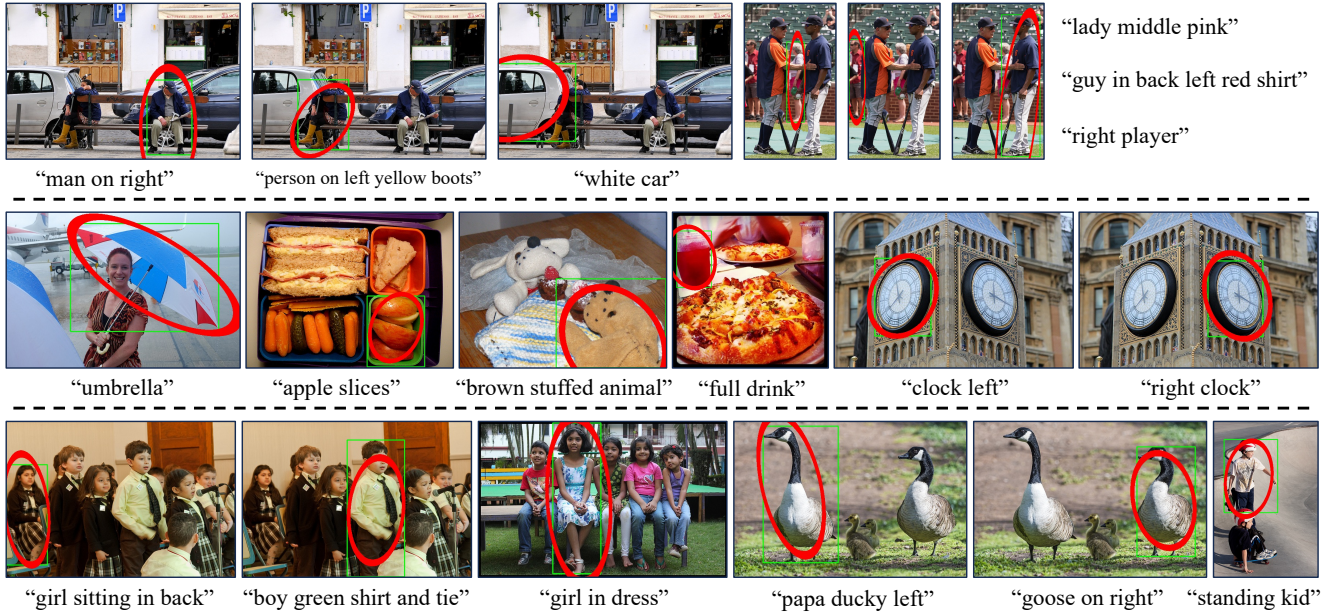 P
P
P
“lady middle pink”
“guy in back left red shirt”
“right player”
“man on right”
“person on left yellow boots”
“white car”
“umbrella”
“apple slices”
“brown stuffed animal”
“full drink”
“clock left”
“right clock”
“girl sitting in back”
“boy green shirt and tie”
“girl in dress”
“papa ducky left”
“goose on right”
“standing kid”